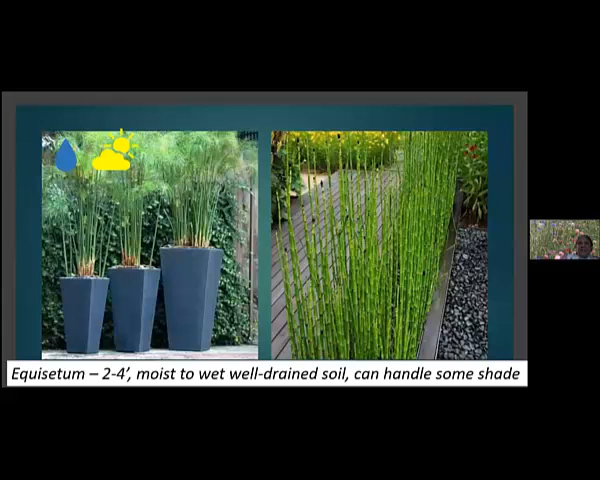 Equisetum – 2-4’, moist to wet well-drained soil, can handle some shade